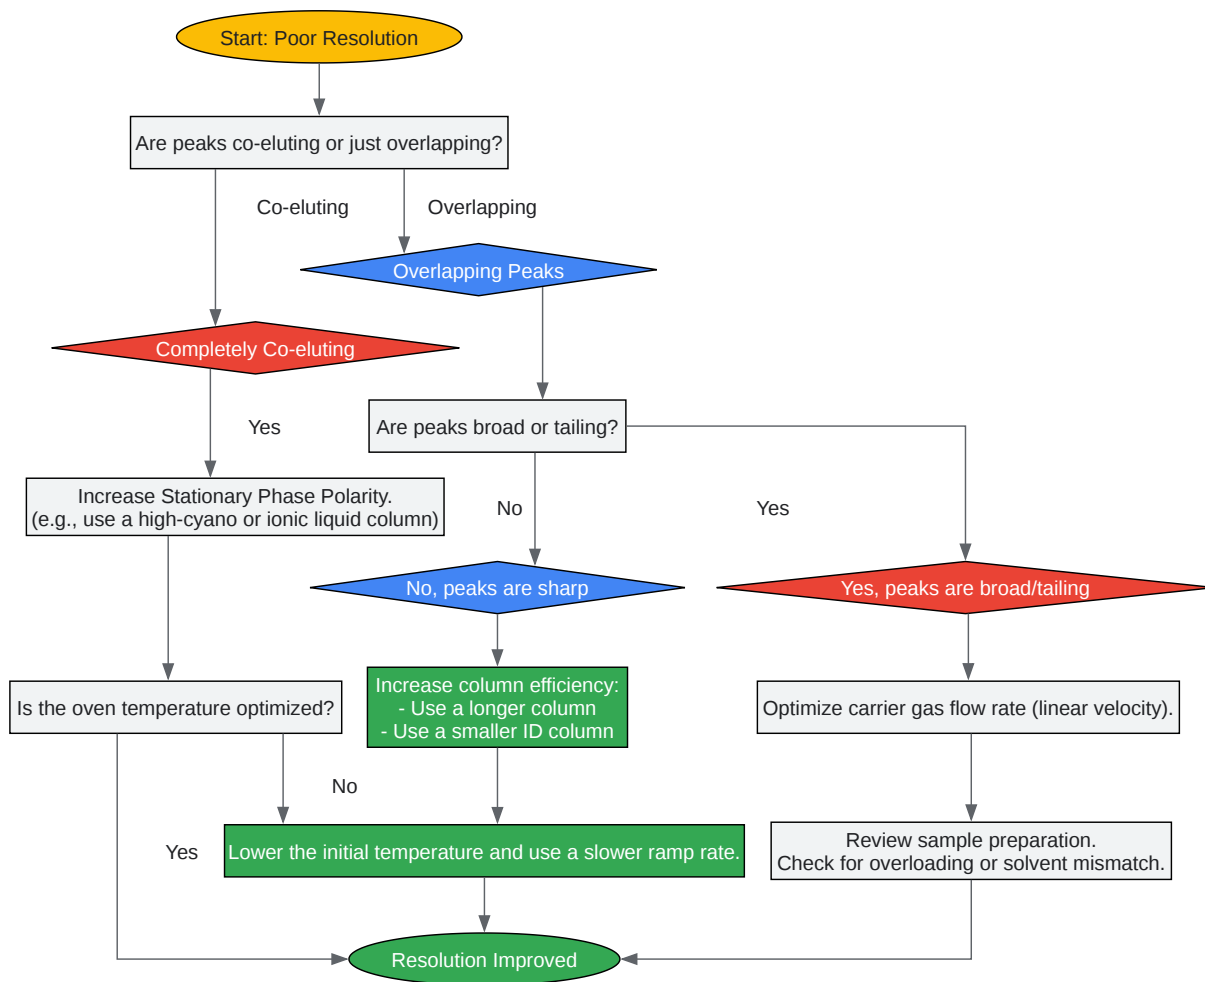 Start: Poor Resolution
Are peaks co-eluting or just overlapping?
Co-eluting
Overlapping
Overlapping Peaks
Completely Co-eluting
Yes
Are peaks broad or tailing?
Increase Stationary Phase Polarity.
(e.g., use a high-cyano or ionic liquid column)
No
Yes
No, peaks are sharp
Yes, peaks are broad/tailing
Is the oven temperature optimized?
Increase column efficiency:
- Use a longer column
- Use a smaller ID column
Optimize carrier gas flow rate (linear velocity).
No
Yes
Lower the initial temperature and use a slower ramp rate.
Review sample preparation.
Check for overloading or solvent mismatch.
Resolution Improved